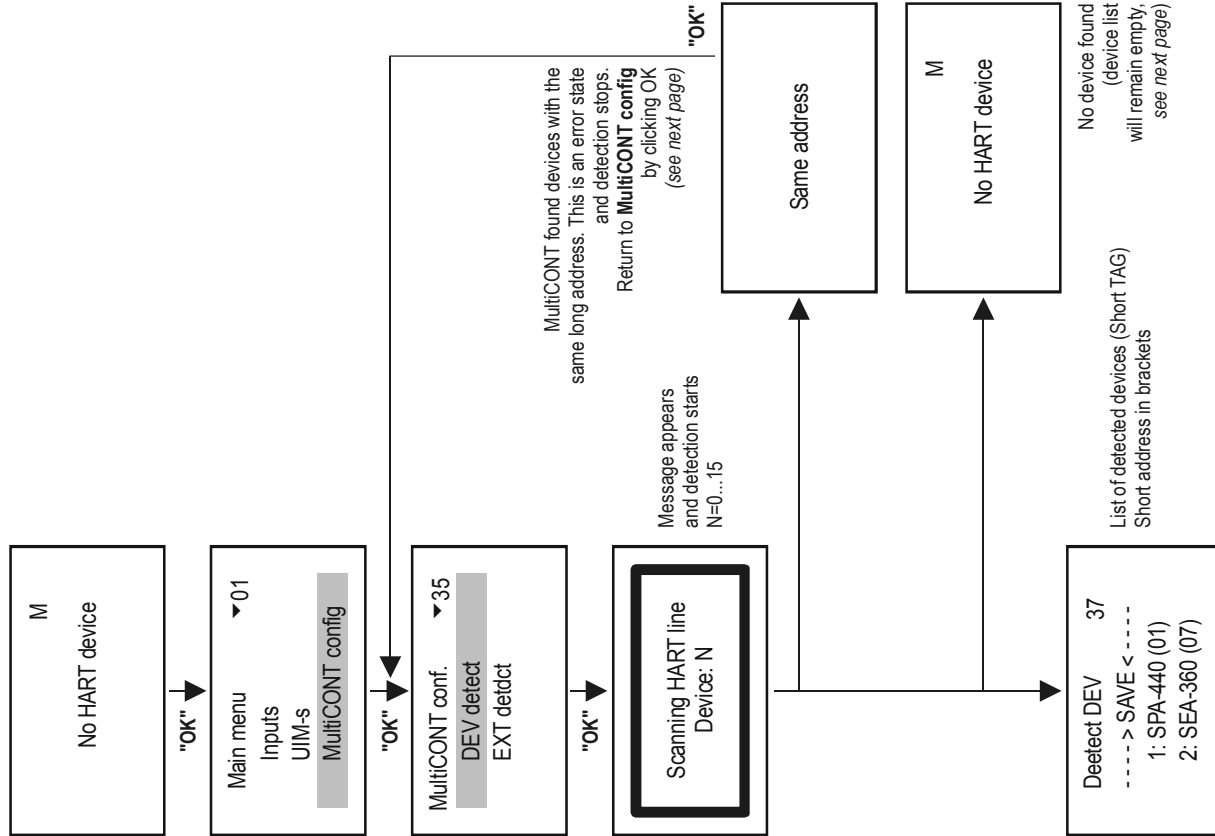 M
No HART device
"OK"
Main menu ▾01
Inputs
UIM-s
MultiCONT config
"OK"
MultiCONT conf. ▾35
DEV detect
EXT detdct
"OK"
Scanning HART line
Device: N
Message appears
and detection starts
N=0...15
MultiCONT found devices with the
same long address. This is an error state
and detection stops.
Return to MultiCONT config
by clicking OK
(see next page)
"OK"
Same address
M
No HART device
No device found
(device list
will remain empty,
see next page)
Deetect DEV 37
- - - - > SAVE < - - - -
1: SPA-440 (01)
2: SEA-360 (07)
List of detected devices (Short TAG)
Short address in brackets